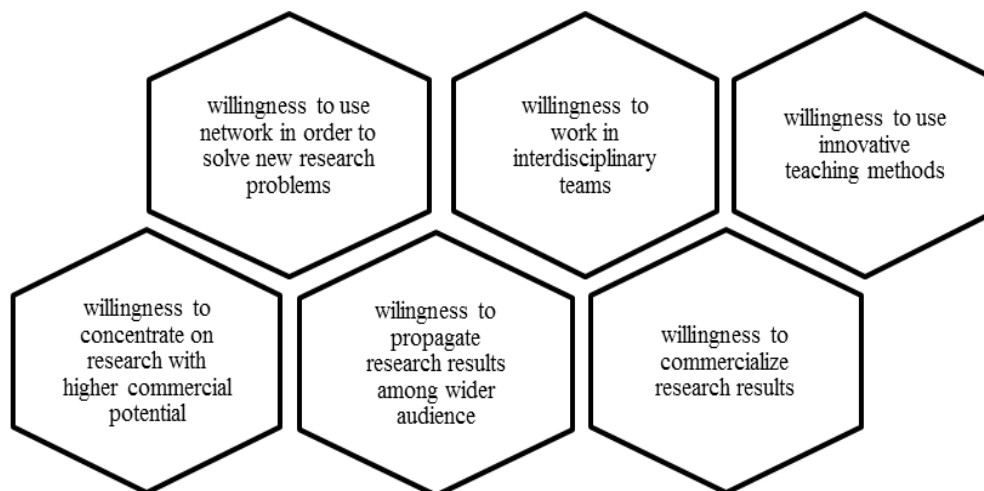 willingness to use
network in order to
solve new research
problems
willingness to
work in
interdisciplinary
teams
willingness to use
innovative
teaching methods
willingness to
concentrate on
research with
higher commercial
potential
wilingness to
propagate
research results
among wider
audience
willingness to
commercialize
research results